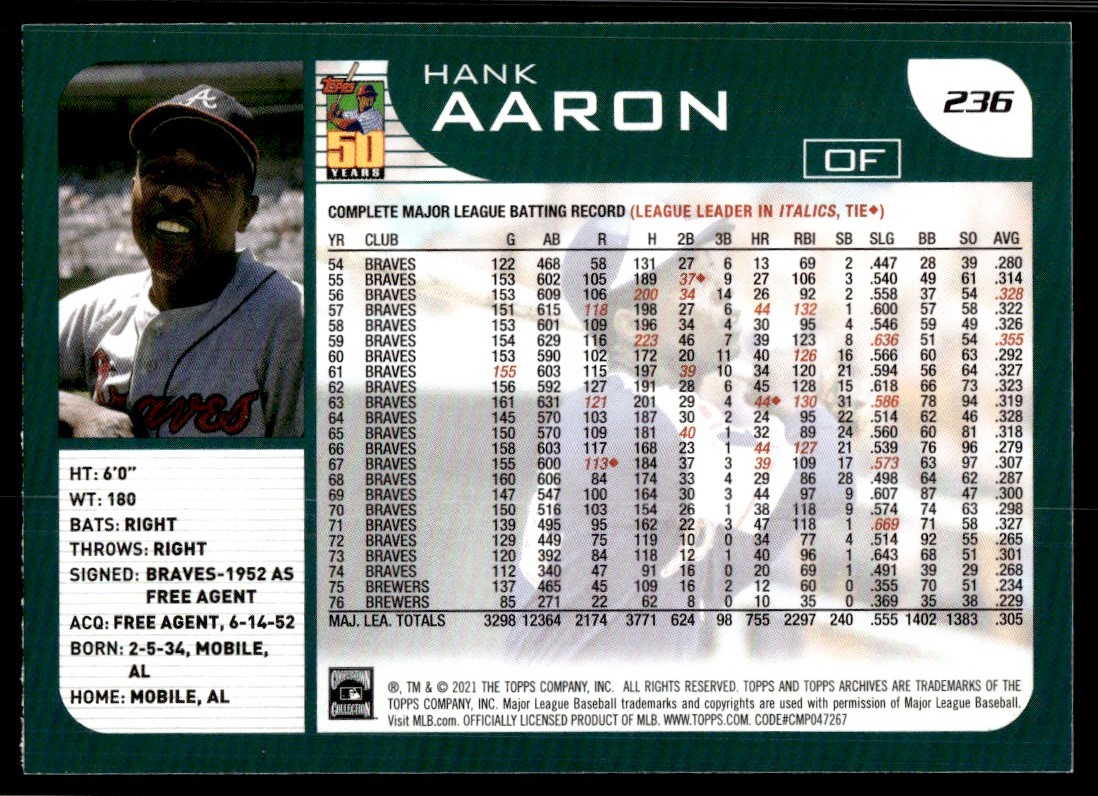 HANK
AARON
236
OF
Topps
50
YEARS
A
Braves
COMPLETE MAJOR LEAGUE BATTING RECORD (LEAGUE LEADER IN ITALICS, TIE♦)
YR CLUB G AB R H 2B 3B HR RBI SB SLG BB SO AVG
54 BRAVES 122 468 58 131 27 6 13 69 2 .447 28 39 .280
55 BRAVES 153 602 105 189 37♦ 9 27 106 3 .540 49 61 .314
56 BRAVES 153 609 106 200 34 14 26 92 2 .558 37 54 .328
57 BRAVES 151 615 118 198 27 6 44 132 1 .600 57 58 .322
58 BRAVES 153 601 109 196 34 4 30 95 4 .546 59 49 .326
59 BRAVES 154 629 116 223 46 7 39 123 8 .636 51 54 .355
60 BRAVES 153 590 102 172 20 11 40 126 16 .566 60 63 .292
61 BRAVES 155 603 115 197 39 10 34 120 21 .594 56 64 .327
62 BRAVES 156 592 127 191 28 6 45 128 15 .618 66 73 .323
63 BRAVES 161 631 121 201 29 4 44♦ 130 31 .586 78 94 .319
64 BRAVES 145 570 103 187 30 2 24 95 22 .514 62 46 .328
65 BRAVES 150 570 109 181 40 1 32 89 24 .560 60 81 .318
66 BRAVES 158 603 117 168 23 1 44 127 21 .539 76 96 .279
67 BRAVES 155 600 113♦ 184 37 3 39 109 17 .573 63 97 .307
68 BRAVES 160 606 84 174 33 4 29 86 28 .498 64 62 .287
69 BRAVES 147 547 100 164 30 3 44 97 9 .607 87 47 .300
70 BRAVES 150 516 103 154 26 1 38 118 9 .574 74 63 .298
71 BRAVES 139 495 95 162 22 3 47 118 1 .669 71 58 .327
72 BRAVES 129 449 75 119 10 0 34 77 4 .514 92 55 .265
73 BRAVES 120 392 84 118 12 1 40 96 1 .643 68 51 .301
74 BRAVES 112 340 47 91 16 0 20 69 1 .491 39 29 .268
75 BREWERS 137 465 45 109 16 2 12 60 0 .355 70 51 .234
76 BREWERS 85 271 22 62 8 0 10 35 0 .369 35 38 .229
MAJ. LEA. TOTALS 3298 12364 2174 3771 624 98 755 2297 240 .555 1402 1383 .305
HT: 6'0"
WT: 180
BATS: RIGHT
THROWS: RIGHT
SIGNED: BRAVES-1952 AS
FREE AGENT
ACQ: FREE AGENT, 6-14-52
BORN: 2-5-34, MOBILE,
AL
HOME: MOBILE, AL
COOPERSTOWN
COLLECTION
®, TM & © 2021 THE TOPPS COMPANY, INC. ALL RIGHTS RESERVED. TOPPS AND TOPPS ARCHIVES ARE TRADEMARKS OF THE
TOPPS COMPANY, INC. Major League Baseball trademarks and copyrights are used with permission of Major League Baseball.
Visit MLB.com. OFFICIALLY LICENSED PRODUCT OF MLB. WWW.TOPPS.COM. CODE#CMP047267